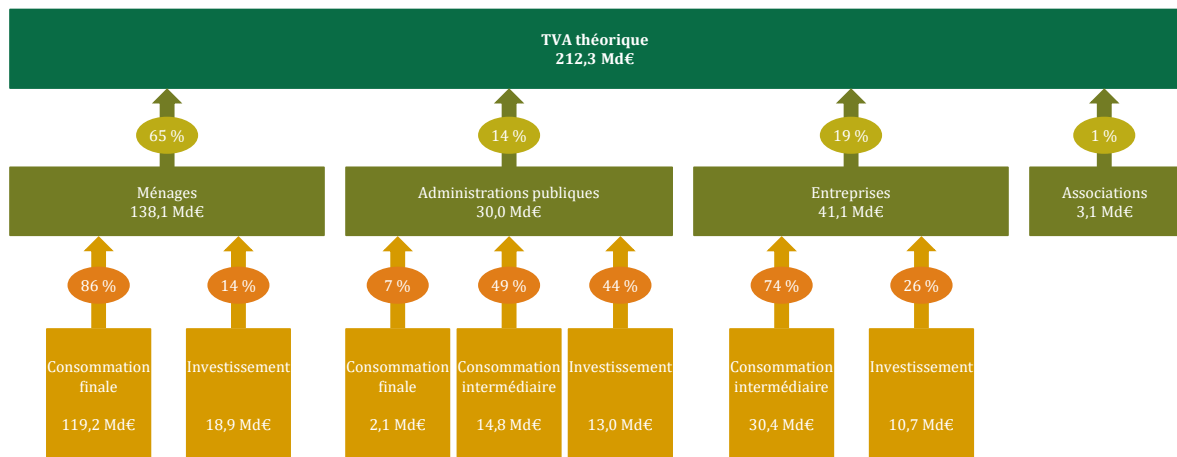 TVA théorique
212,3 Md€
65 %
14 %
19 %
1 %
Ménages
138,1 Md€
Administrations publiques
30,0 Md€
Entreprises
41,1 Md€
Associations
3,1 Md€
86 %
14 %
7 %
49 %
44 %
74 %
26 %
Consommation
finale
119,2 Md€
Investissement
18,9 Md€
Consommation
finale
2,1 Md€
Consommation
intermédiaire
14,8 Md€
Investissement
13,0 Md€
Consommation
intermédiaire
30,4 Md€
Investissement
10,7 Md€